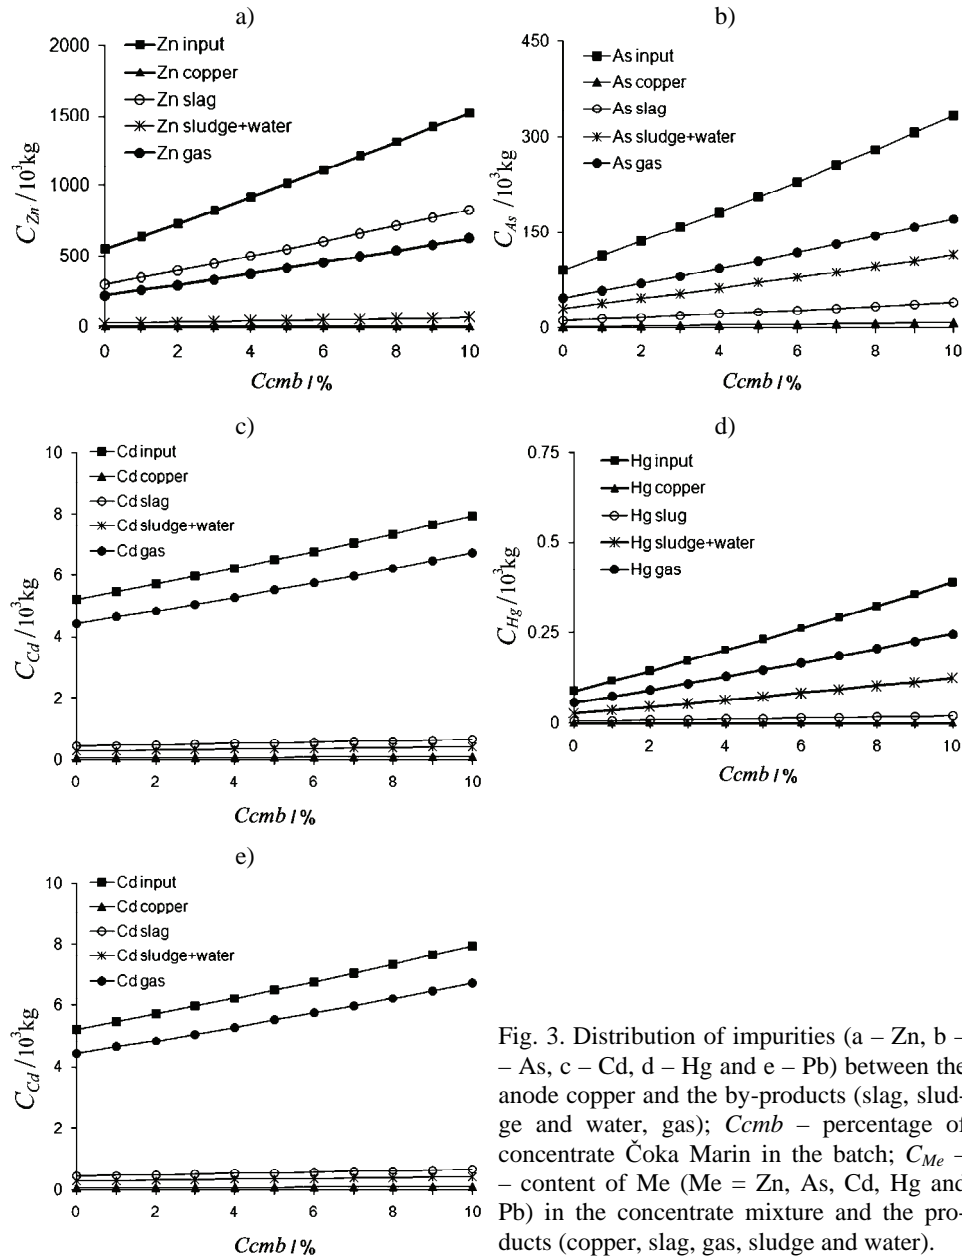 a)
2000
1500
1000
500
0
C_Zn /10³kg
Zn input
Zn copper
Zn slag
Zn sludge+water
Zn gas
0 2 4 6 8 10
Ccmb / %
b)
450
300
150
0
C_As /10³kg
As input
As copper
As slag
As sludge+water
As gas
0 2 4 6 8 10
Ccmb / %
c)
10
8
6
4
2
0
C_Cd /10³kg
Cd input
Cd copper
Cd slag
Cd sludge+water
Cd gas
0 2 4 6 8 10
Ccmb / %
d)
0.75
0.5
0.25
0
C_Hg /10³kg
Hg input
Hg copper
Hg slug
Hg sludge+water
Hg gas
0 2 4 6 8 10
Ccmb / %
e)
10
8
6
4
2
0
C_Cd /10³kg
Cd input
Cd copper
Cd slag
Cd sludge+water
Cd gas
0 2 4 6 8 10
Ccmb / %
Fig. 3. Distribution of impurities (a – Zn, b –
– As, c – Cd, d – Hg and e – Pb) between the
anode copper and the by-products (slag, slud-
ge and water, gas); Ccmb – percentage of
concentrate Čoka Marin in the batch; C_Me –
– content of Me (Me = Zn, As, Cd, Hg and
Pb) in the concentrate mixture and the pro-
ducts (copper, slag, gas, sludge and water).